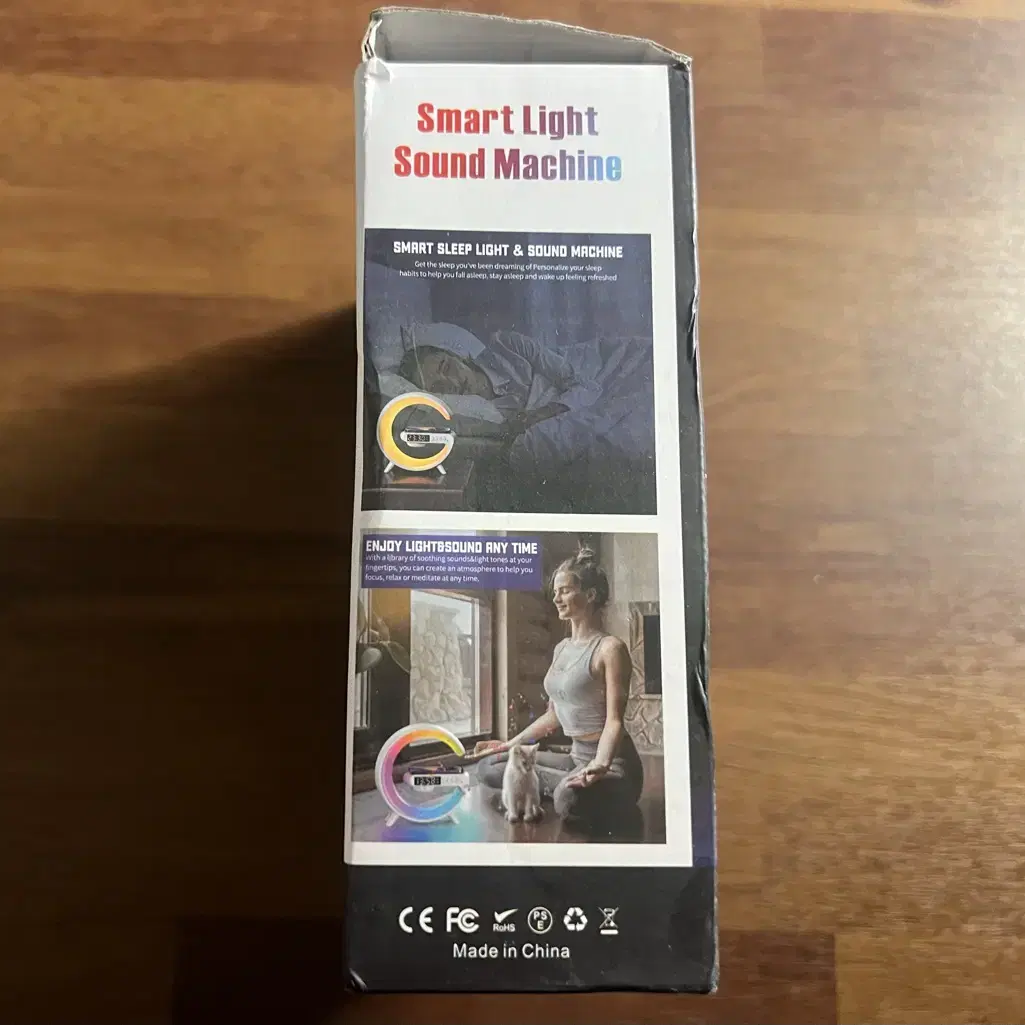 Smart Light
Sound Machine
SMART SLEEP LIGHT & SOUND MACHINE
Get the sleep you've been dreaming of Personalize your sleep
habits to help you fall asleep, stay asleep and wake up feeling refreshed
ENJOY LIGHT&SOUND ANY TIME
With a library of soothing sounds&light tones at your
fingertips, you can create an atmosphere to help you
focus, relax or meditate at any time.
CE FC RoHS PSE
Made in China